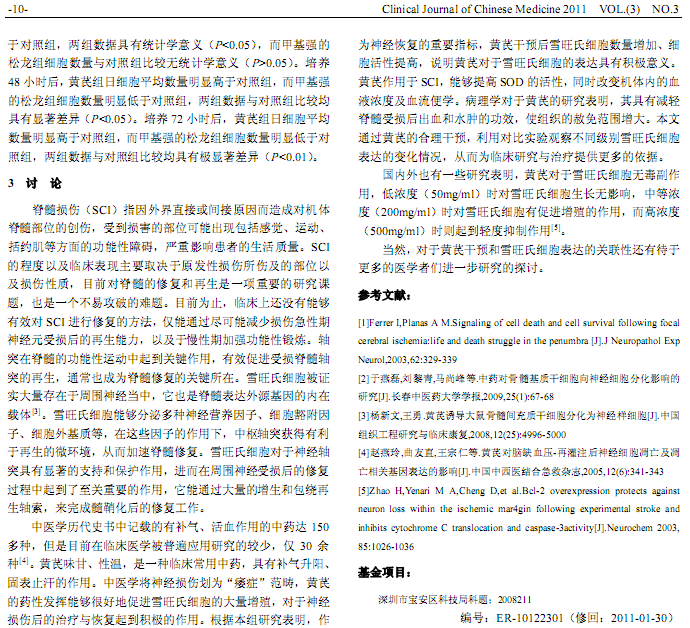 -10-
Clinical Journal of Chinese Medicine 2011 VOL.(3) NO.3
于对照组，两组数据具有统计学意义（P<0.05），而甲基强的
松龙组细胞数量与对照组比较无统计学意义（P>0.05）。培养
48 小时后，黄芪组日细胞平均数量明显高于对照组，而甲基强
的松龙组细胞数量明显低于对照组，两组数据与对照组比较均
具有显著差异（P<0.05）。培养 72 小时后，黄芪组日细胞平均
数量明显高于对照组，而甲基强的松龙组细胞数量明显低于对
照组，两组数据与对照组比较均具有极显著差异（P<0.01）。
3 讨 论
脊髓损伤（SCI）指因外界直接或间接原因而造成对机体
脊髓部位的创伤，受到损害的部位可能出现包括感觉、运动、
括约肌等方面的功能性障碍，严重影响患者的生活质量。SCI
的程度以及临床表现主要取决于原发性损伤所伤及的部位以
及损伤性质，目前对脊髓的修复和再生是一项重要的研究课
题，也是一个不易攻破的难题。目前为止，临床上还没有能够
有效对 SCI 进行修复的方法，仅能通过尽可能减少损伤急性期
神经元受损后的再生能力，以及于慢性期加强功能性锻炼。轴
突在脊髓的功能性运动中起到关键作用，有效促进受损脊髓轴
突的再生，通常也成为脊髓修复的关键所在。雪旺氏细胞被证
实大量存在于周围神经当中，它也是脊髓表达外源基因的内在
载体[3]。雪旺氏细胞能够分泌多种神经营养因子、细胞豁附因
子、细胞外基质等，在这些因子的作用下，中枢轴突获得有利
于再生的微环境，从而加速脊髓修复。雪旺氏细胞对于神经轴
突具有显著的支持和保护作用，进而在周围神经受损后的修复
过程中起到了至关重要的作用，它能通过大量的增生和包绕再
生轴索，来完成髓鞘化后的修复工作。
中医学历代史书中记载的有补气、活血作用的中药达 150
多种，但是目前在临床医学被普遍应用研究的较少，仅 30 余
种[4]。黄芪味甘、性温，是一种临床常用中药，具有补气升阳、
固表止汗的作用。中医学将神经损伤划为“痿症”范畴，黄芪
的药性发挥能够很好地促进雪旺氏细胞的大量增殖，对于神经
损伤后的治疗与恢复起到积极的作用。根据本组研究表明，作
为神经恢复的重要指标，黄芪干预后雪旺氏细胞数量增加、细
胞活性提高，说明黄芪对于雪旺氏细胞的表达具有积极意义。
黄芪作用于 SCI，能够提高 SOD 的活性，同时改变机体内的血
液浓度及血流便学。病理学对于黄芪的研究表明，其具有减轻
脊髓受损后出血和水肿的功效，使组织的赦免范围增大。本文
通过黄芪的合理干预，利用对比实验观察不同级别雪旺氏细胞
表达的变化情况，从而为临床研究与治疗提供更多的依据。
国内外也有一些研究表明，黄芪对于雪旺氏细胞无毒副作
用，低浓度（50mg/ml）时对雪旺氏细胞生长无影响，中等浓
度（200mg/ml）时对雪旺氏细胞有促进增殖的作用，而高浓度
（500mg/ml）时则起到轻度抑制作用[5]。
当然，对于黄芪干预和雪旺氏细胞表达的关联性还有待于
更多的医学者们进一步研究的探讨。
参考文献：
[1]Ferrer I,Planas A M.Signaling of cell death and cell survival following focal
cerebral ischemia:life and death struggle in the penumbra [J].J Neuropathol Exp
Neurol,2003,62:329-339
[2]于燕磊,刘黎青,马尚峰等.中药对骨髓基质干细胞向神经细胞分化影响的
研究[J].长春中医药大学学报,2009,25(1):67-68
[3]杨新文,王勇.黄芪诱导大鼠骨髓间充质干细胞分化为神经样细胞[J].中国
组织工程研究与临床康复,2008,12(25):4996-5000
[4]赵燕玲,曲友直,王宗仁等.黄芪对脑缺血压-再灌注后神经细胞凋亡及凋
亡相关基因表达的影响[J].中国中西医结合急救杂志,2005,12(6):341-343
[5]Zhao H,Yenari M A,Cheng D,et al.Bcl-2 overexpression protects against
neuron loss within the ischemic mar4gin following experimental stroke and
inhibits cytochrome C translocation and caspase-3activity[J].Neurochem 2003,
85:1026-1036
基金项目：
深圳市宝安区科技局科题：2008211
编号：ER-10122301（修回：2011-01-30）